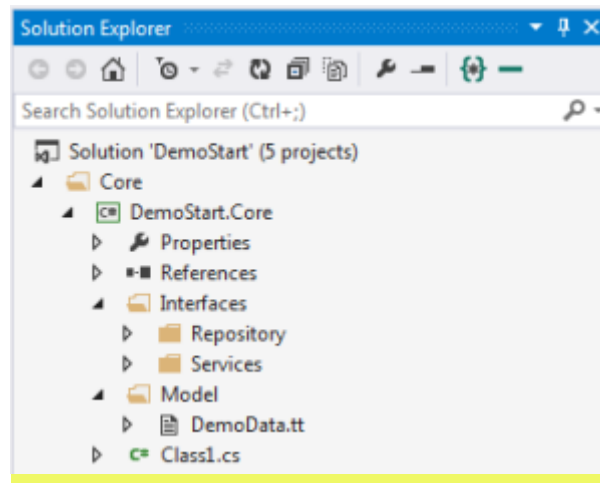 Solution Explorer
Search Solution Explorer (Ctrl+;)
Solution 'DemoStart' (5 projects)
Core
C# DemoStart.Core
Properties
References
Interfaces
Repository
Services
Model
DemoData.tt
C# Class1.cs